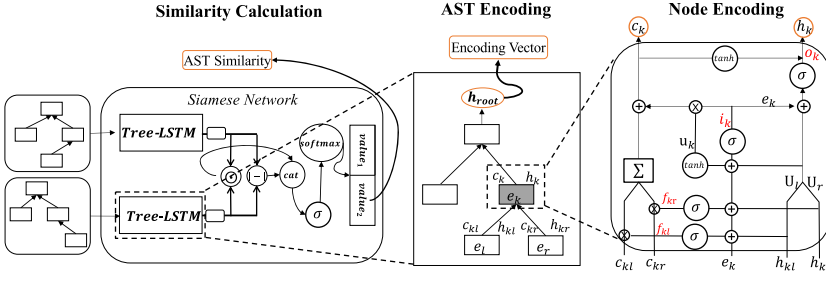 Similarity Calculation
AST Similarity
Siamese Network
Tree-LSTM
Tree-LSTM
|-|
cat
softmax
σ
value₁
value₂
AST Encoding
Encoding Vector
h_root
c_k h_k
e_k
c_kl h_kl c_kr h_kr
e_l e_r
Node Encoding
c_k h_k
tanh o_k
σ
e_k
i_k
u_k σ
tanh
Σ U_l U_r
f_kr σ
f_kl σ
c_kl c_kr e_k h_kl h_k